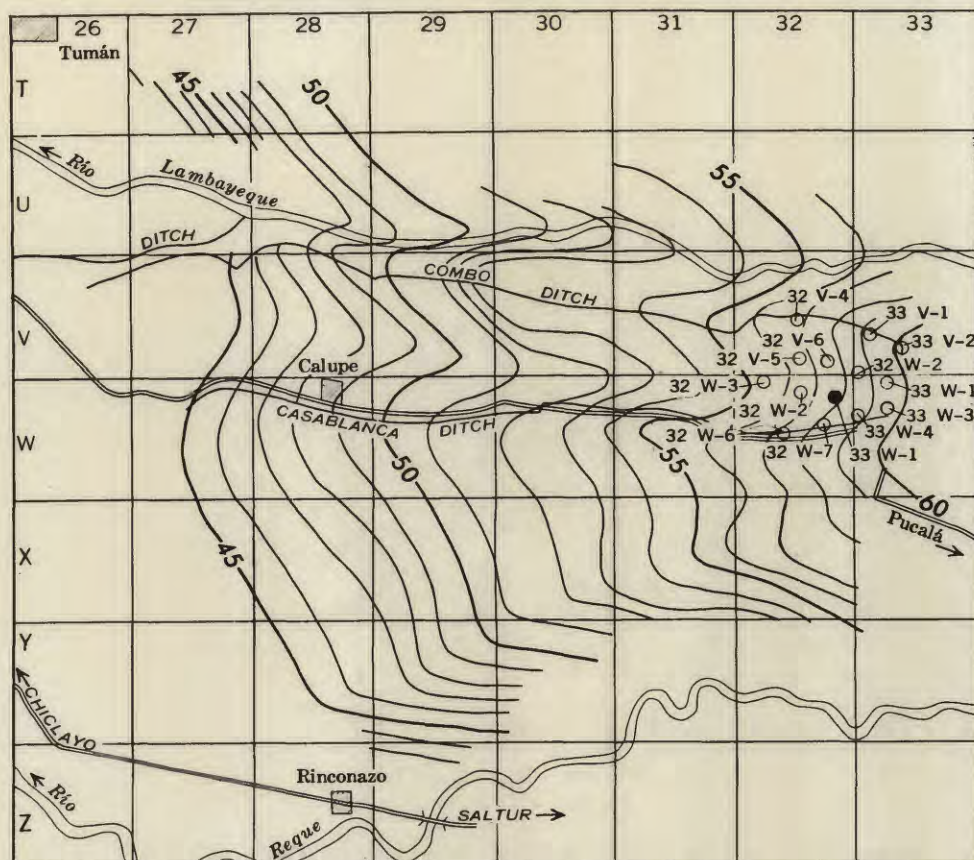 26 27 28 29 30 31 32 33
Tumán
T
45
50
Río
Lambayeque
U
55
DITCH
COMBO
DITCH
32 V-4
33 V-1
V
32 V-6
33 V-2
32 V-5
32 W-2
Calupe
32 W-3
33 W-1
32 W-2
33 W-3
CASABLANCA
DITCH
W
32 W-6
33 W-4
32 W-7
33 W-1
50
55
60
Pucalá
X
45
Y
CHICLAYO
Rinconazo
Río
SALTUR
Z
Reque